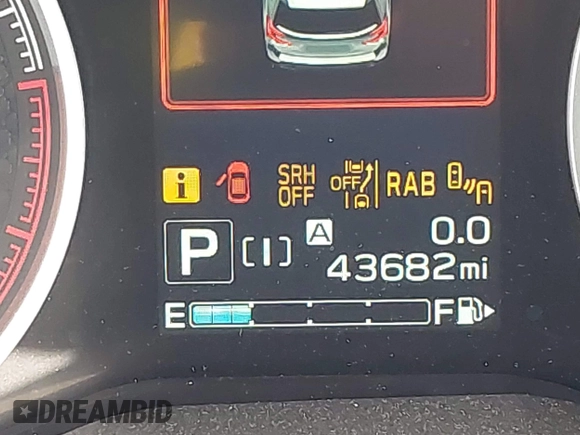 i SRH OFF OFF RAB A
P [I] A 0.0
43682mi
E F
DREAMBID